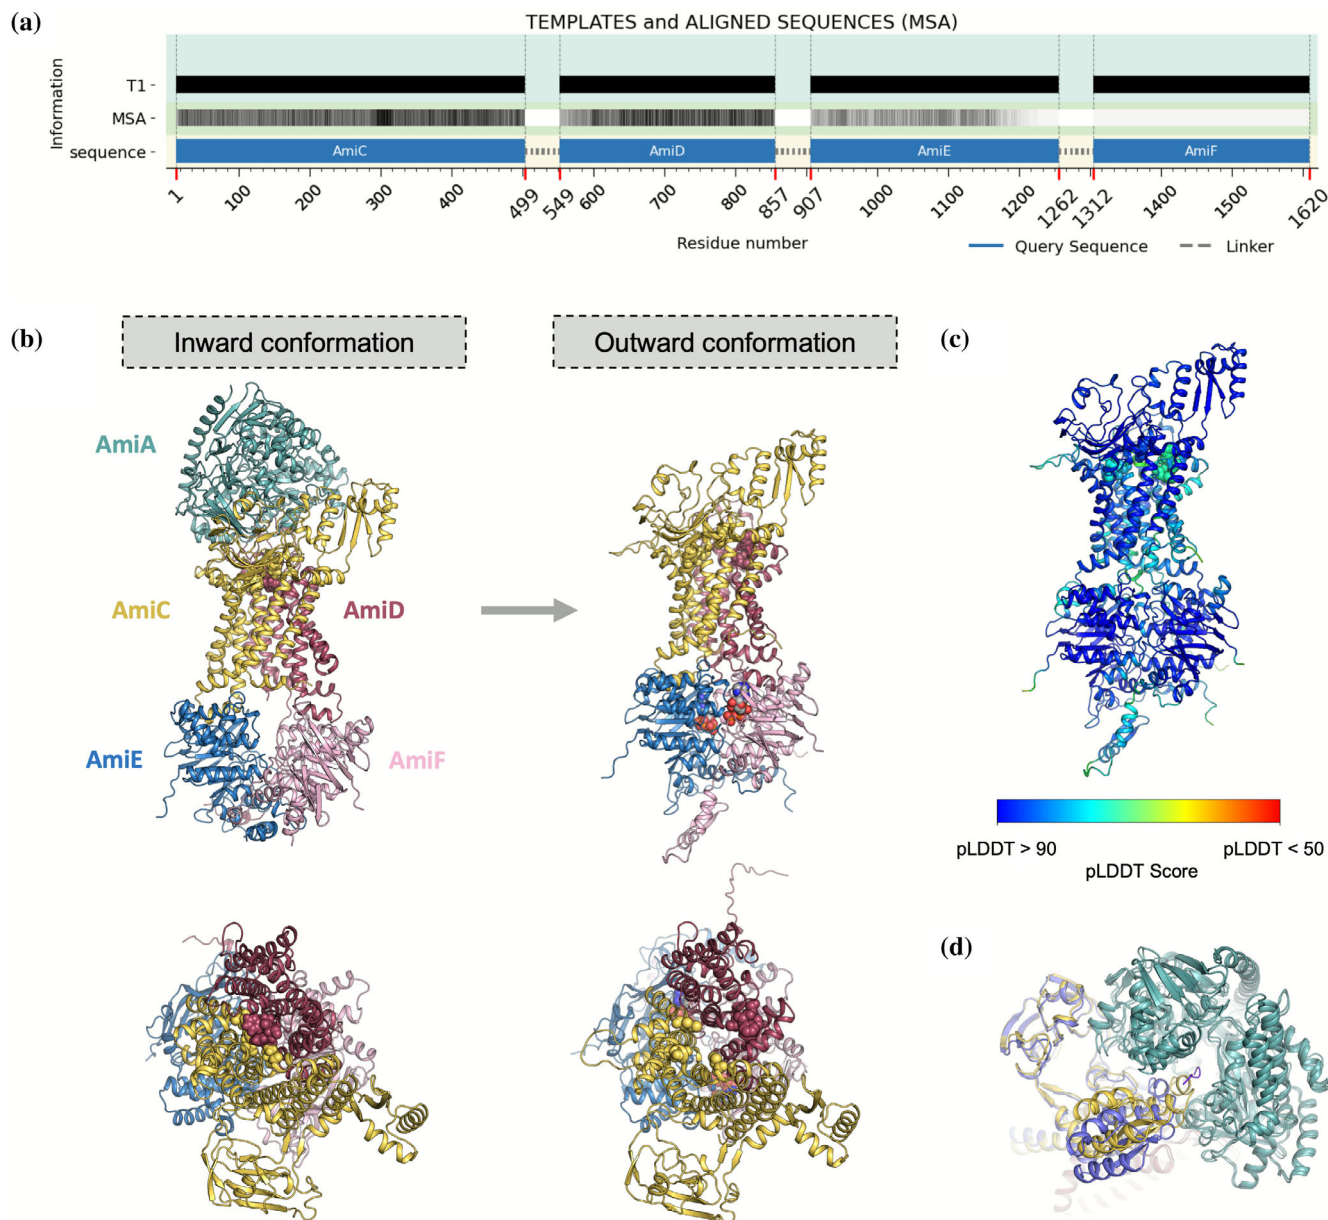 (a)
TEMPLATES and ALIGNED SEQUENCES (MSA)
Information
T1
MSA
sequence
AmiC AmiD AmiE AmiF
1 100 200 300 400 499 549 600 700 800 857 907 1000 1100 1200 1262 1312 1400 1500 1620
Residue number
Query Sequence Linker
(b)
Inward conformation
Outward conformation
(c)
AmiA
AmiC
AmiD
AmiE
AmiF
pLDDT > 90
pLDDT < 50
pLDDT Score
(d)